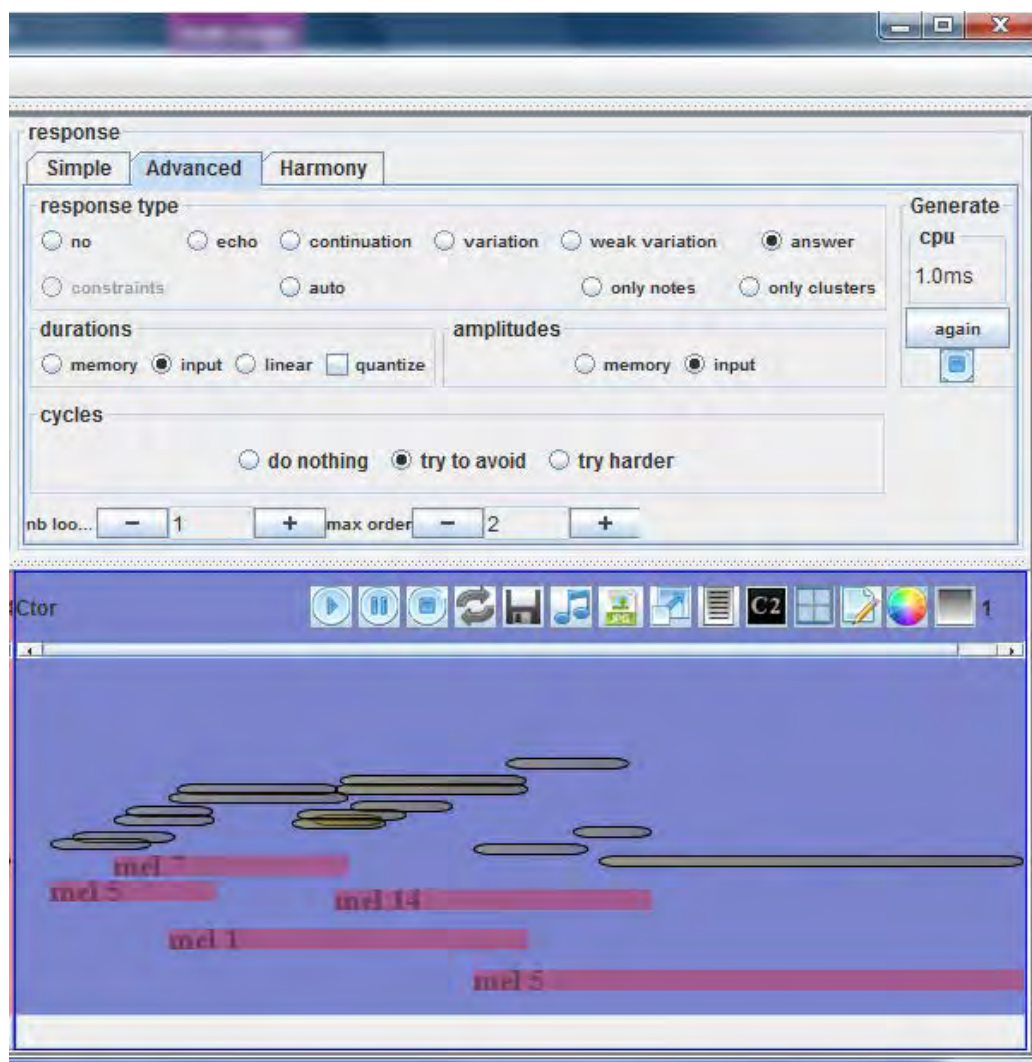 response
Simple Advanced Harmony
response type
no echo continuation variation weak variation answer
constraints auto only notes only clusters
Generate
cpu
1.0ms
again
durations
memory input linear quantize
amplitudes
memory input
cycles
do nothing try to avoid try harder
nb loo... − 1 + max order − 2 +
Ctor C2 1
mel 7
mel 5
mel 14
mel 1
mel 5